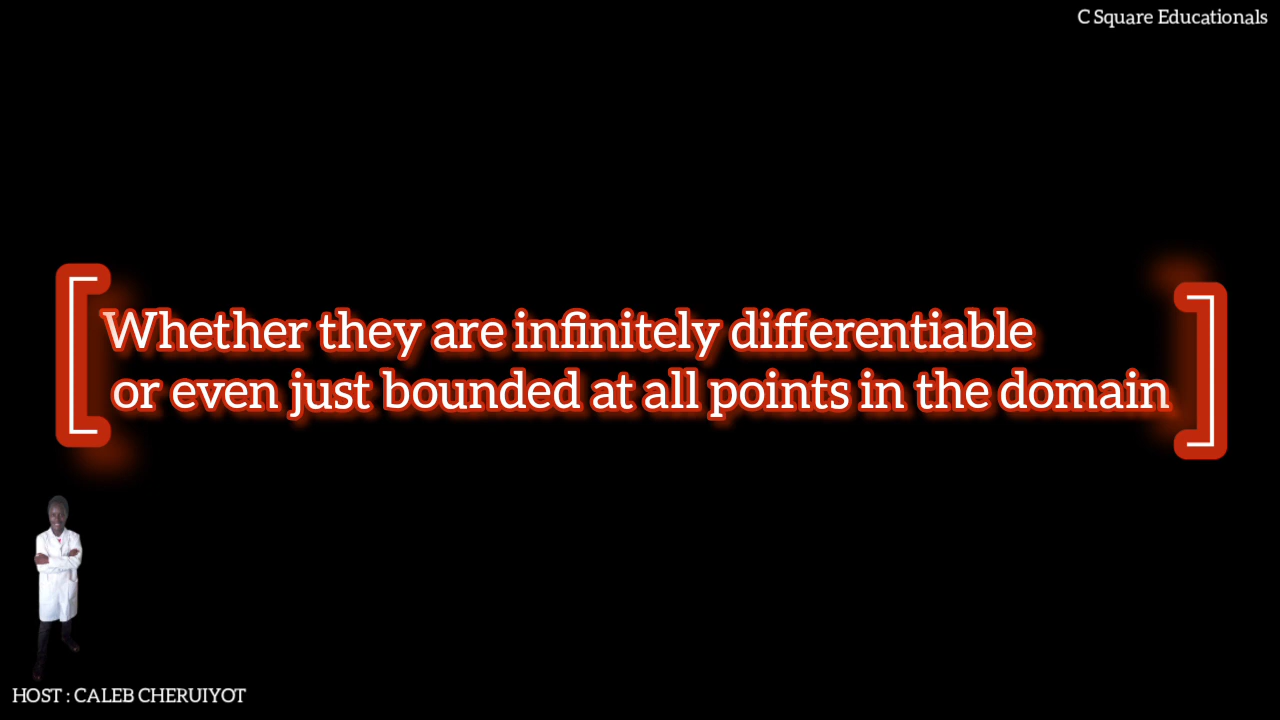 C Square Educationals
Whether they are infinitely differentiable
or even just bounded at all points in the domain
HOST : CALEB CHERUIYOT